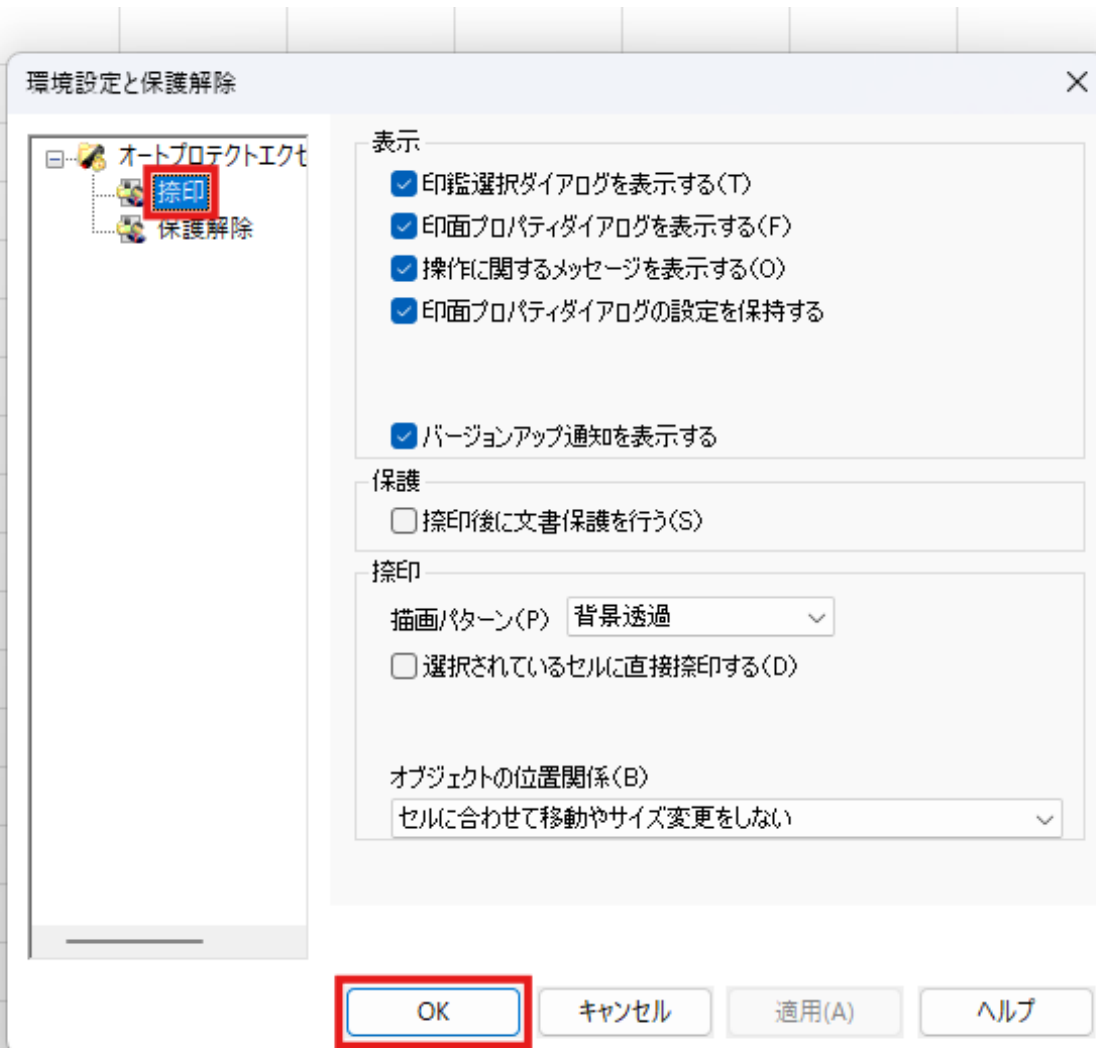 環境設定と保護解除
オートプロテクトエクセ
捺印
保護解除
表示
印鑑選択ダイアログを表示する(T)
印面プロパティダイアログを表示する(F)
操作に関するメッセージを表示する(O)
印面プロパティダイアログの設定を保持する
バージョンアップ通知を表示する
保護
捺印後に文書保護を行う(S)
捺印
描画パターン(P) 背景透過
選択されているセルに直接捺印する(D)
オブジェクトの位置関係(B)
セルに合わせて移動やサイズ変更をしない
OK キャンセル 適用(A) ヘルプ